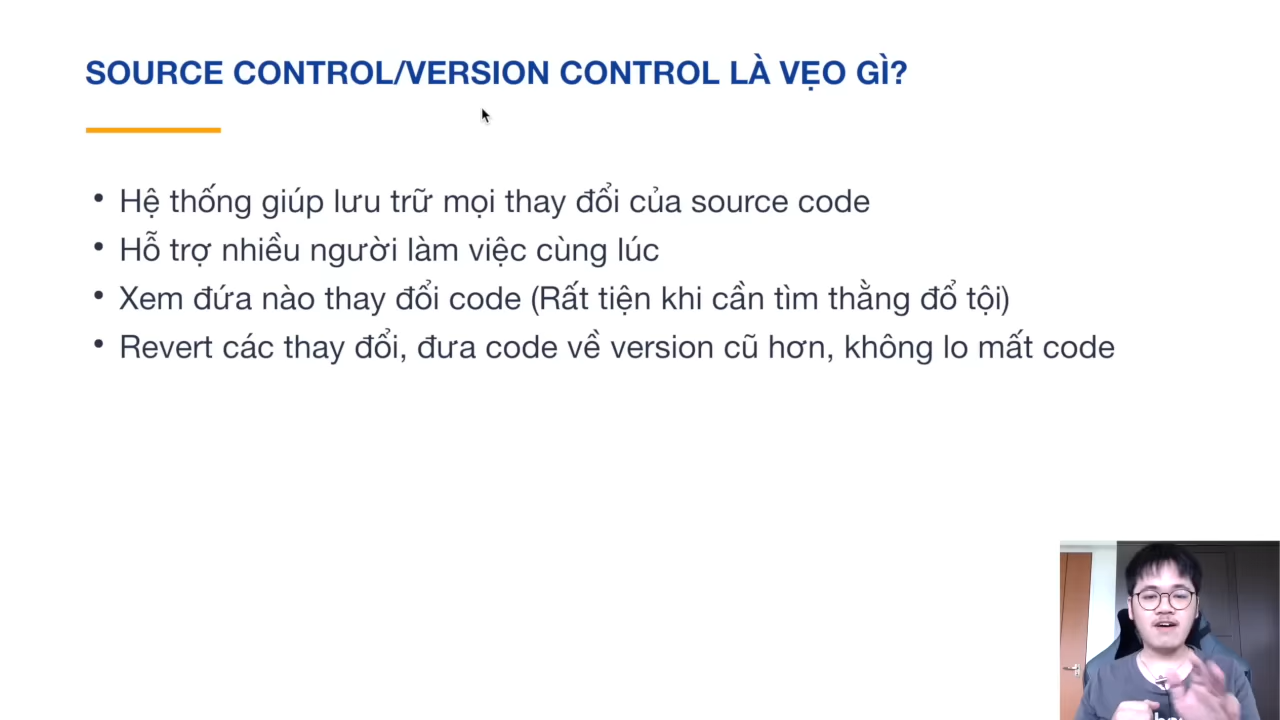 SOURCE CONTROL/VERSION CONTROL LÀ VẸO GÌ?
• Hệ thống giúp lưu trữ mọi thay đổi của source code
• Hỗ trợ nhiều người làm việc cùng lúc
• Xem đứa nào thay đổi code (Rất tiện khi cần tìm thằng đổ tội)
• Revert các thay đổi, đưa code về version cũ hơn, không lo mất code